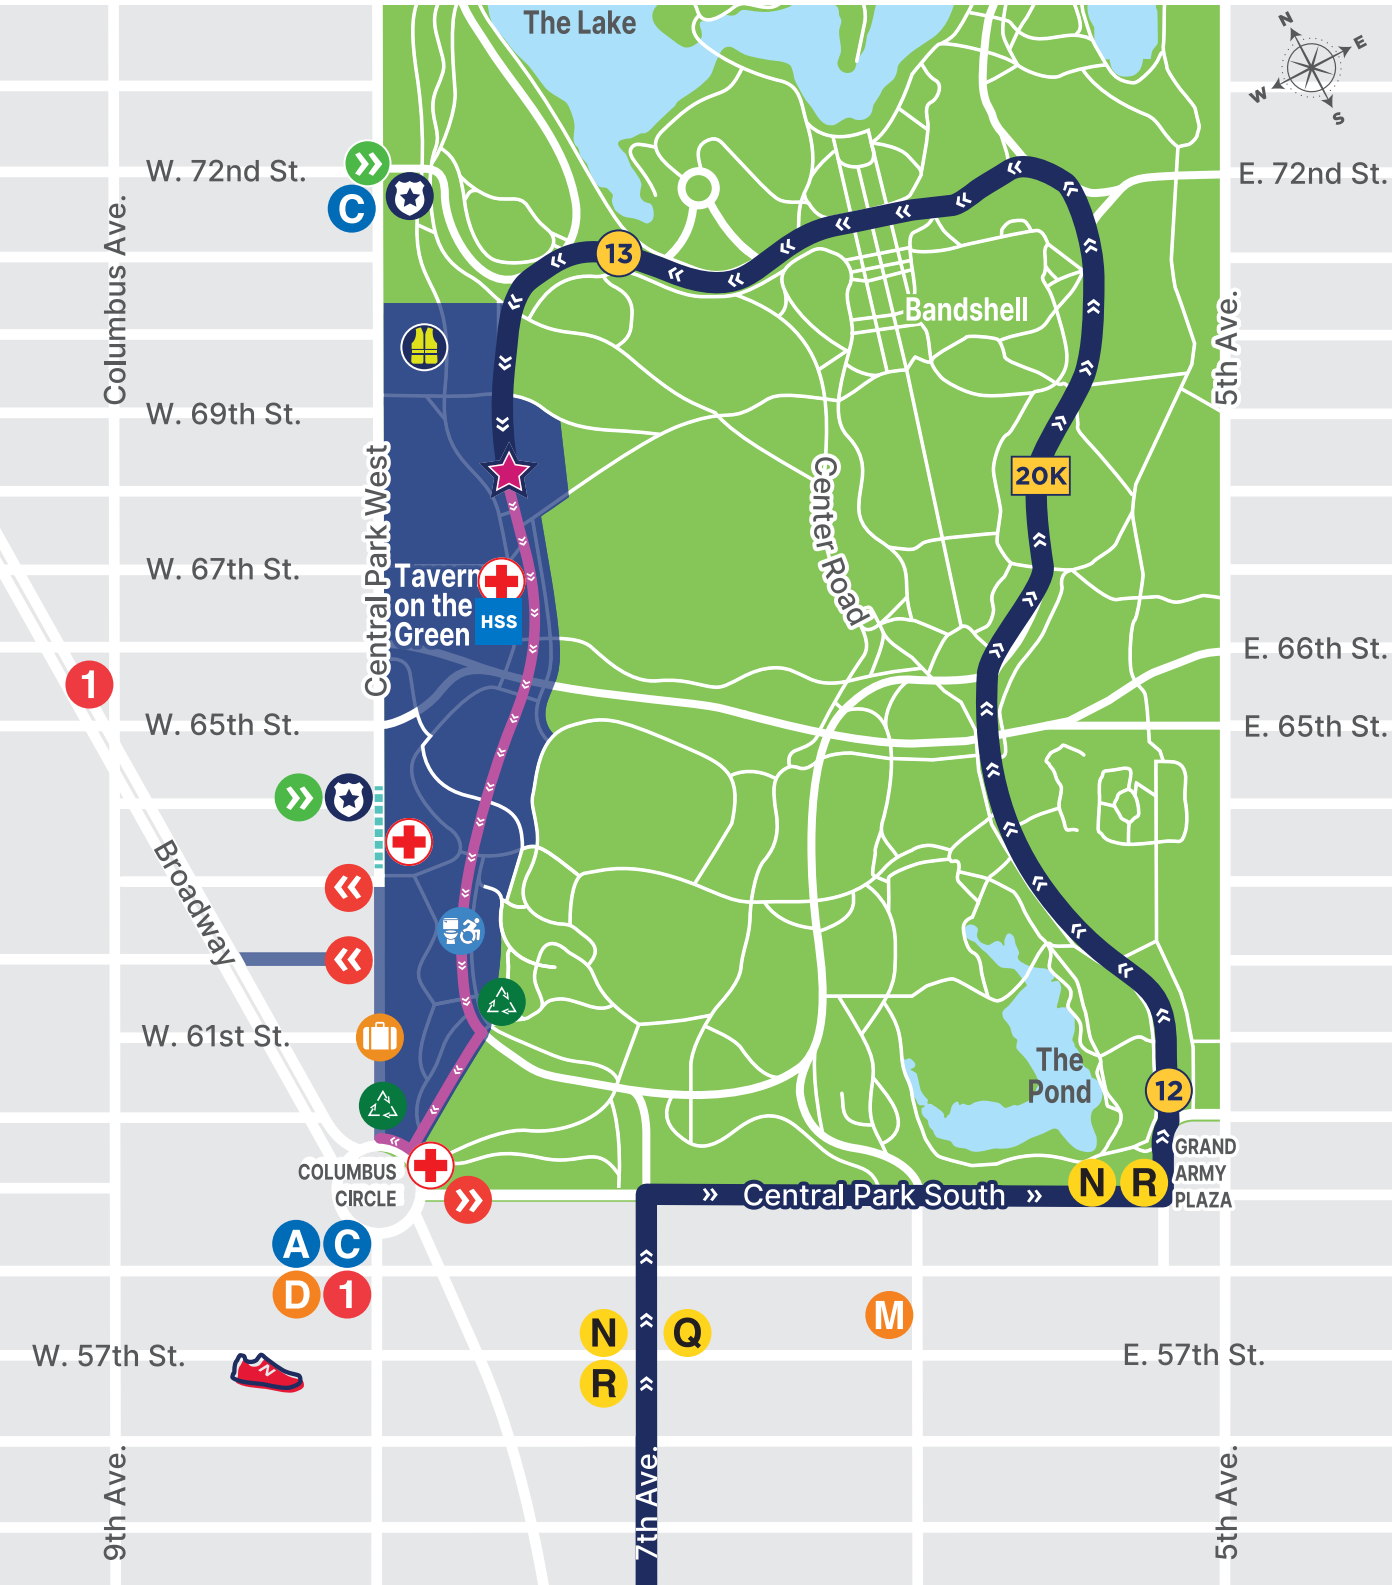 The Lake
N
E
W
S
W. 72nd St.
C
E. 72nd St.
Columbus Ave.
13
Bandshell
5th Ave.
W. 69th St.
Central Park West
Center Road
20K
W. 67th St.
Tavern
on the
Green
HSS
E. 66th St.
1
W. 65th St.
E. 65th St.
Broadway
W. 61st St.
The
Pond
12
COLUMBUS
CIRCLE
GRAND
ARMY
PLAZA
Central Park South
N
R
A
C
D
1
N
Q
R
M
W. 57th St.
N
E. 57th St.
9th Ave.
7th Ave.
5th Ave.